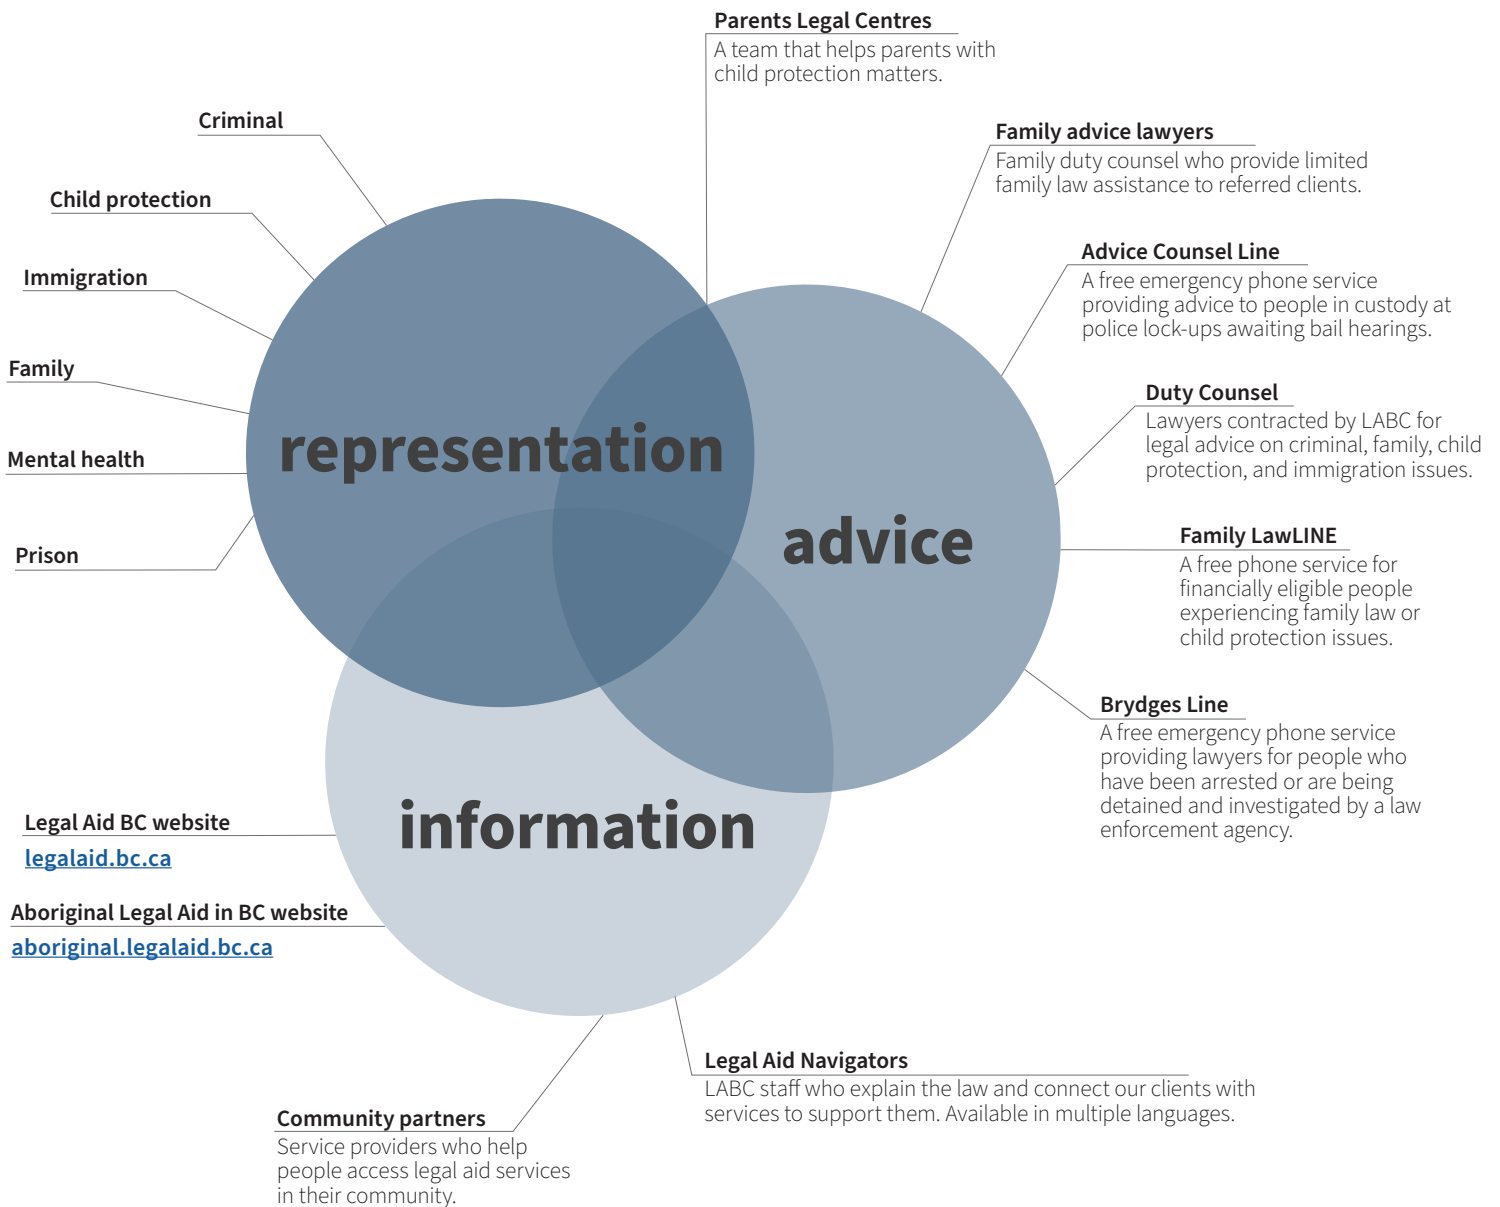 Parents Legal Centres
A team that helps parents with
child protection matters.
Criminal
Child protection
Immigration
Family
Mental health
Prison
representation
Family advice lawyers
Family duty counsel who provide limited
family law assistance to referred clients.
Advice Counsel Line
A free emergency phone service
providing advice to people in custody at
police lock-ups awaiting bail hearings.
Duty Counsel
Lawyers contracted by LABC for
legal advice on criminal, family, child
protection, and immigration issues.
advice
Family LawLINE
A free phone service for
financially eligible people
experiencing family law or
child protection issues.
Brydges Line
A free emergency phone service
providing lawyers for people who
have been arrested or are being
detained and investigated by a law
enforcement agency.
information
Legal Aid BC website
legalaid.bc.ca
Aboriginal Legal Aid in BC website
aboriginal.legalaid.bc.ca
Legal Aid Navigators
LABC staff who explain the law and connect our clients with
services to support them. Available in multiple languages.
Community partners
Service providers who help
people access legal aid services
in their community.